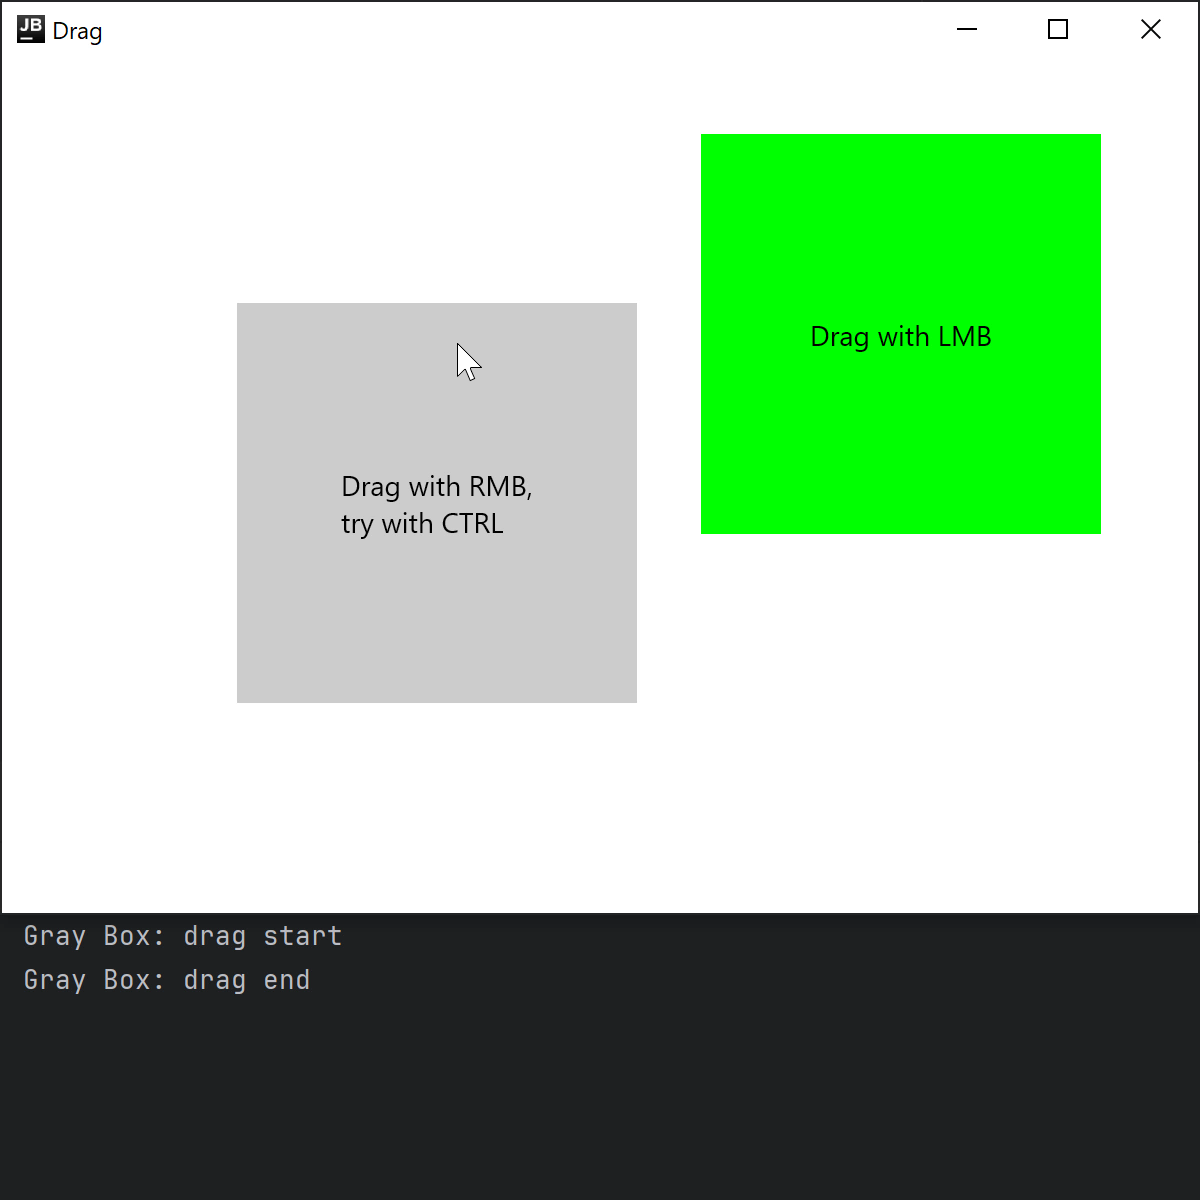 JB
Drag
Drag with LMB
Drag with RMB,
try with CTRL
Gray Box: drag start
Gray Box: drag end